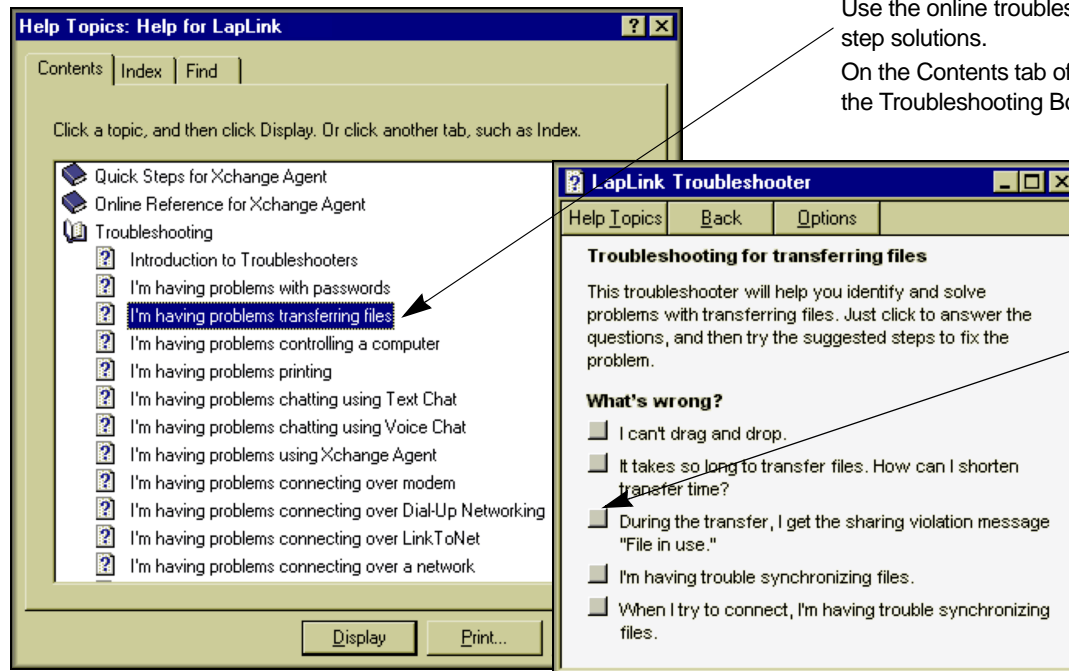 Use the online
step solutions.
On the Contents tab
the Troubleshooting
Help Topics: Help for LapLink
Contents
Index
Find
Click a topic, and then click Display. Or click another tab, such as Index.
Quick Steps for Xchange Agent
Online Reference for Xchange Agent
Troubleshooting
Introduction to Troubleshooters
I'm having problems with passwords
I'm having problems transferring files
I'm having problems controlling a computer
I'm having problems printing
I'm having problems chatting using Text Chat
I'm having problems chatting using Voice Chat
I'm having problems using Xchange Agent
I'm having problems connecting over modem
I'm having problems connecting over Dial-Up Networking
I'm having problems connecting over LinkToNet
I'm having problems connecting over a network
Display
Print...
LapLink Troubleshooter
Help Topics
Back
Options
Troubleshooting for transferring files
This troubleshooter will help you identify and solve
problems with transferring files. Just click to answer the
questions, and then try the suggested steps to fix the
problem.
What's wrong?
I can't drag and drop.
It takes so long to transfer files. How can I shorten
transfer time?
During the transfer, I get the sharing violation message
"File in use."
I'm having trouble synchronizing files.
When I try to connect, I'm having trouble synchronizing
files.